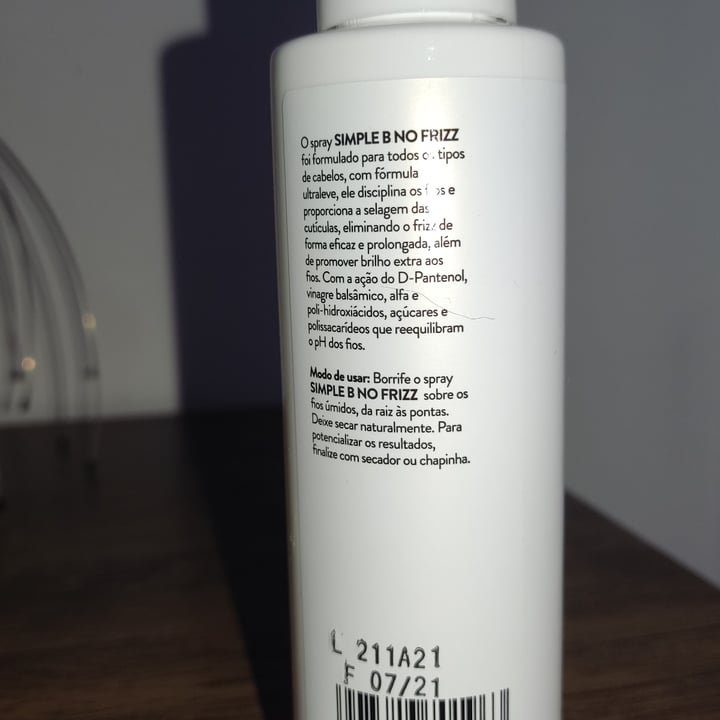 O spray SIMPLE B NO FRIZZ
foi formulado para todos os tipos
de cabelos, com fórmula
ultraleve, ele disciplina os fios e
proporciona a selagem das
cutículas, eliminando o frizz de
forma eficaz e prolongada, além
de promover brilho extra aos
fios. Com a ação do D-Pantenol,
vinagre balsâmico, alfa e
poli-hidroxiácidos, açúcares e
polissacarídeos que reequilibram
o pH dos fios.
Modo de usar: Borrife o spray
SIMPLE B NO FRIZZ sobre os
fios úmidos, da raiz às pontas.
Deixe secar naturalmente. Para
potencializar os resultados,
finalize com secador ou chapinha.
L 211A21
F 07/21